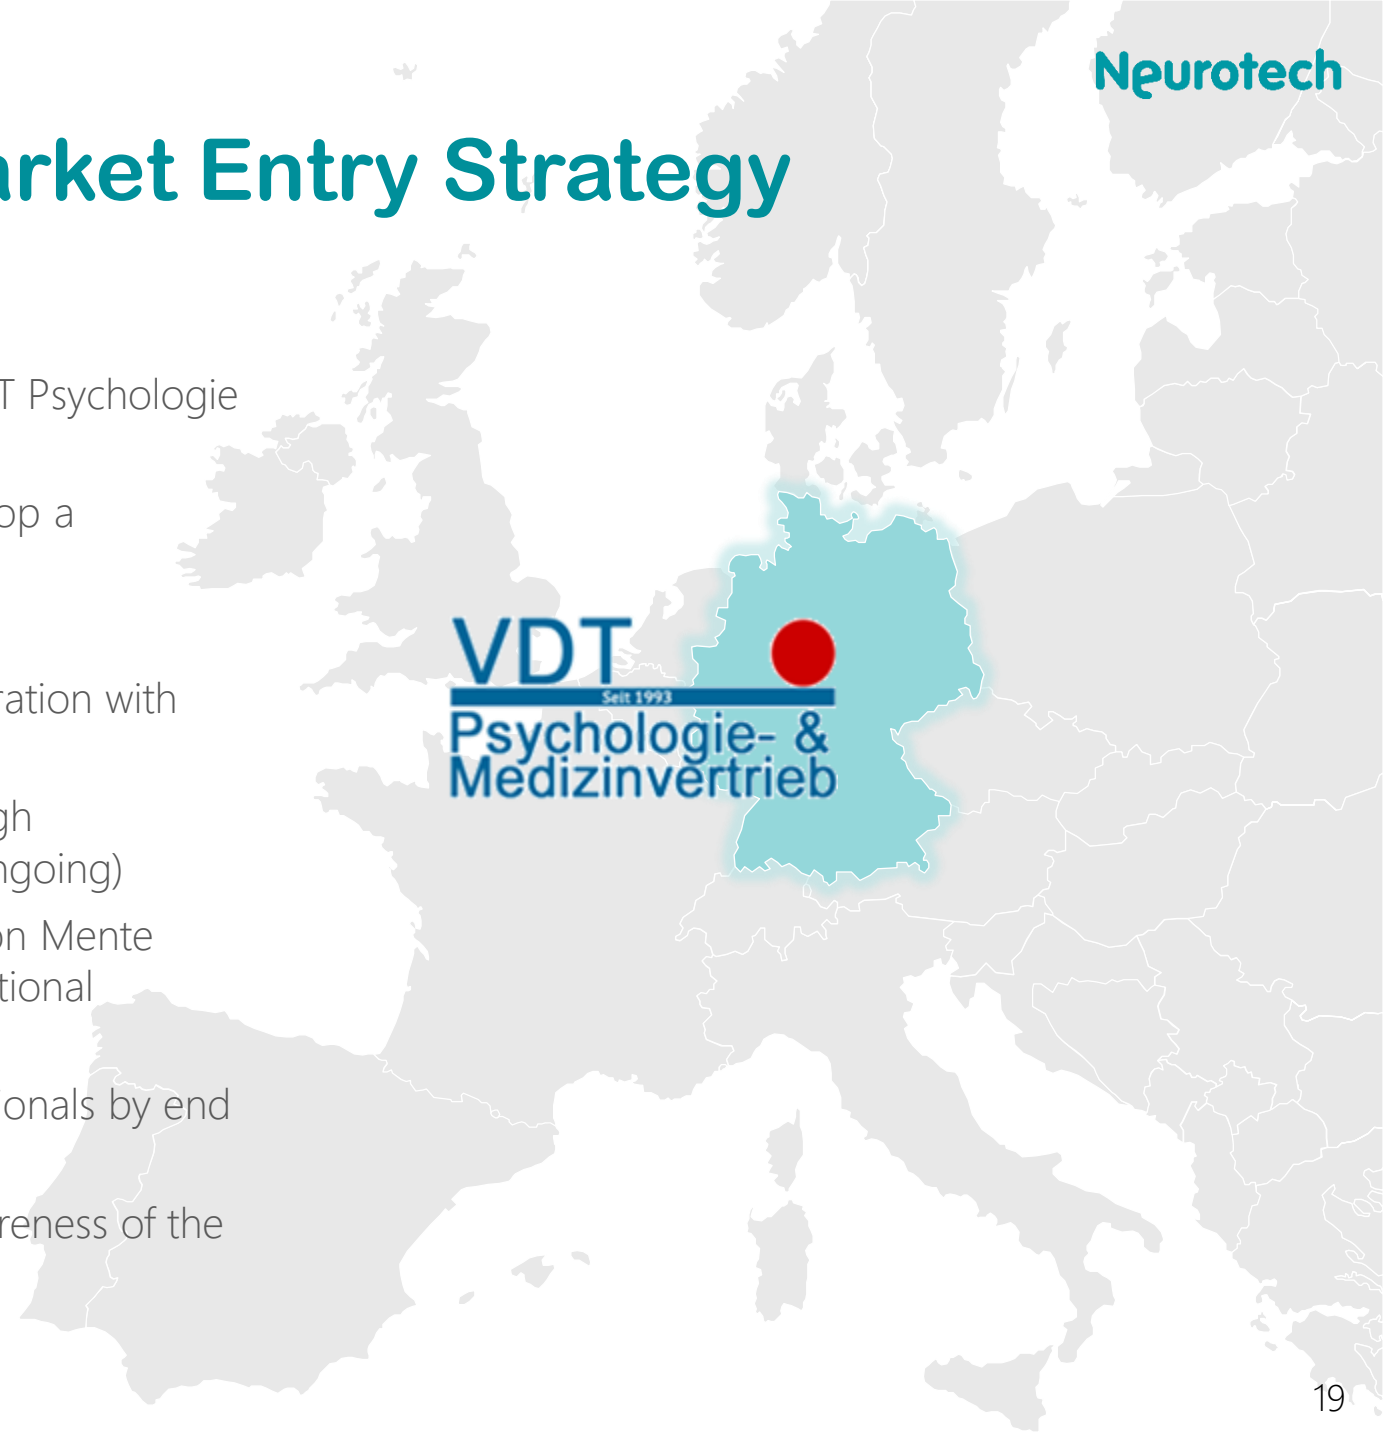 Neurotech
arket Entry Strategy
T Psychologie
op a
ration with
gh
ngoing)
on Mente
tional
ionals by end
reness of the
VDT
Seit 1993
Psychologie- &
Medizinvertrieb
19